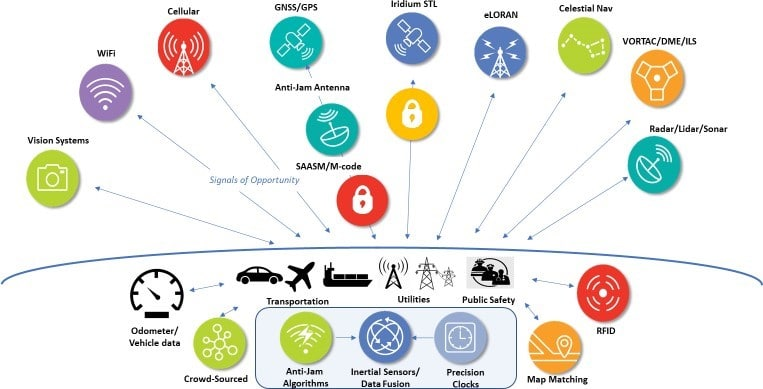 Cellular
GNSS/GPS
Iridium STL
eLORAN
Celestial Nav
WiFi
VORTAC/DME/ILS
Vision Systems
Anti-Jam Antenna
Radar/Lidar/Sonar
SAASM/M-code
Signals of Opportunity
Transportation
Utilities
Public Safety
Odometer/
Vehicle data
RFID
Crowd-Sourced
Anti-Jam
Algorithms
Inertial Sensors/
Data Fusion
Precision
Clocks
Map Matching